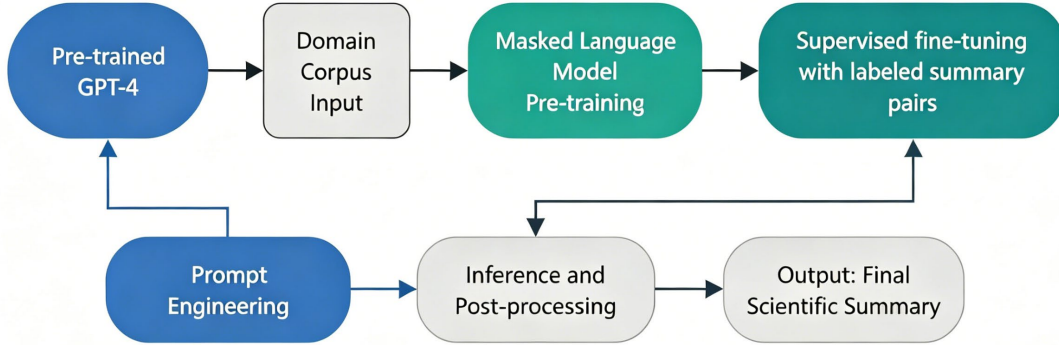 Pre-trained
GPT-4
Domain
Corpus
Input
Masked Language
Model
Pre-training
Supervised fine-tuning
with labeled summary
pairs
Prompt
Engineering
Inference and
Post-processing
Output: Final
Scientific Summary